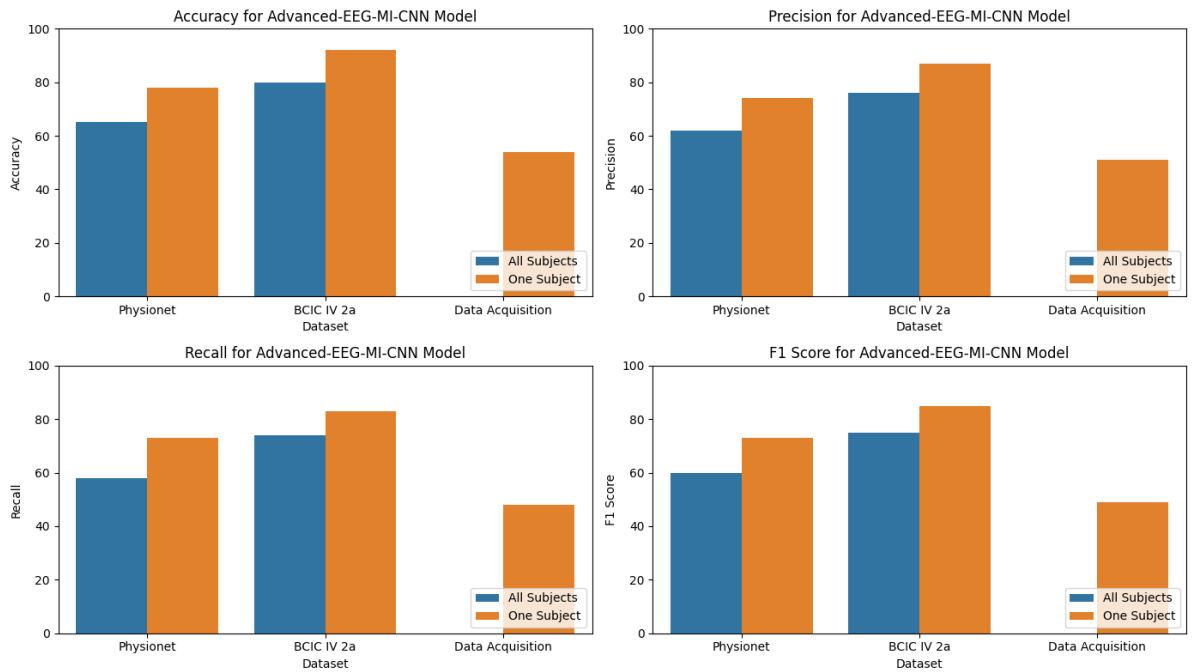 Accuracy for Advanced-EEG-MI-CNN Model
100
80
60
40
20
0
Accuracy
All Subjects
One Subject
Physionet BCIC IV 2a Data Acquisition
Dataset
Precision for Advanced-EEG-MI-CNN Model
100
80
60
40
20
0
Precision
All Subjects
One Subject
Physionet BCIC IV 2a Data Acquisition
Dataset
Recall for Advanced-EEG-MI-CNN Model
100
80
60
40
20
0
Recall
All Subjects
One Subject
Physionet BCIC IV 2a Data Acquisition
Dataset
F1 Score for Advanced-EEG-MI-CNN Model
100
80
60
40
20
0
F1 Score
All Subjects
One Subject
Physionet BCIC IV 2a Data Acquisition
Dataset